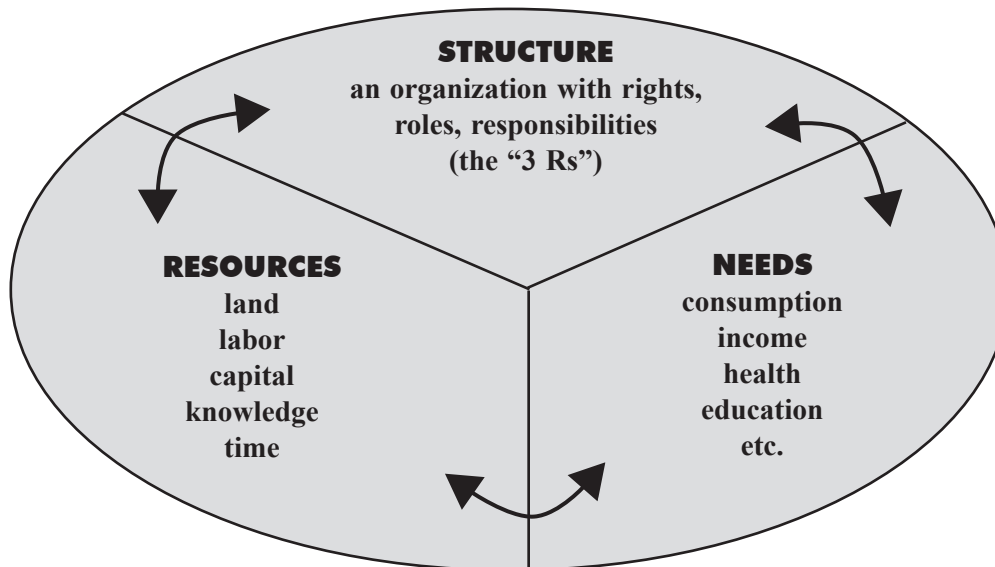 STRUCTURE
an organization with rights,
roles, responsibilities
(the “3 Rs”)
RESOURCES
land
labor
capital
knowledge
time
NEEDS
consumption
income
health
education
etc.